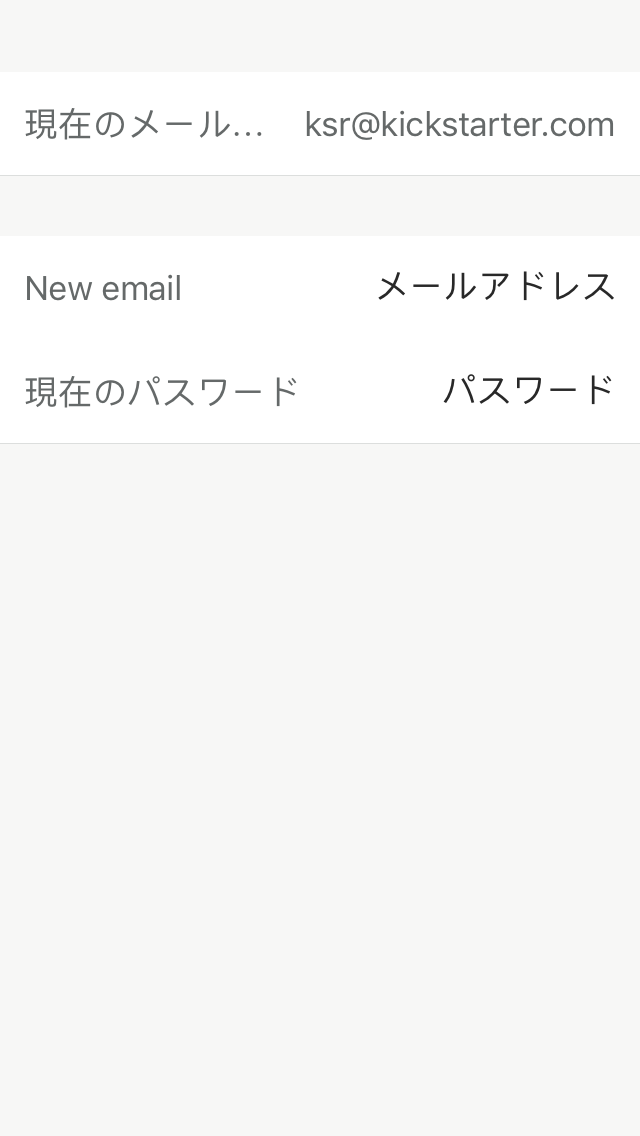 現在のメール… ksr@kickstarter.com
New email メールアドレス
現在のパスワード パスワード